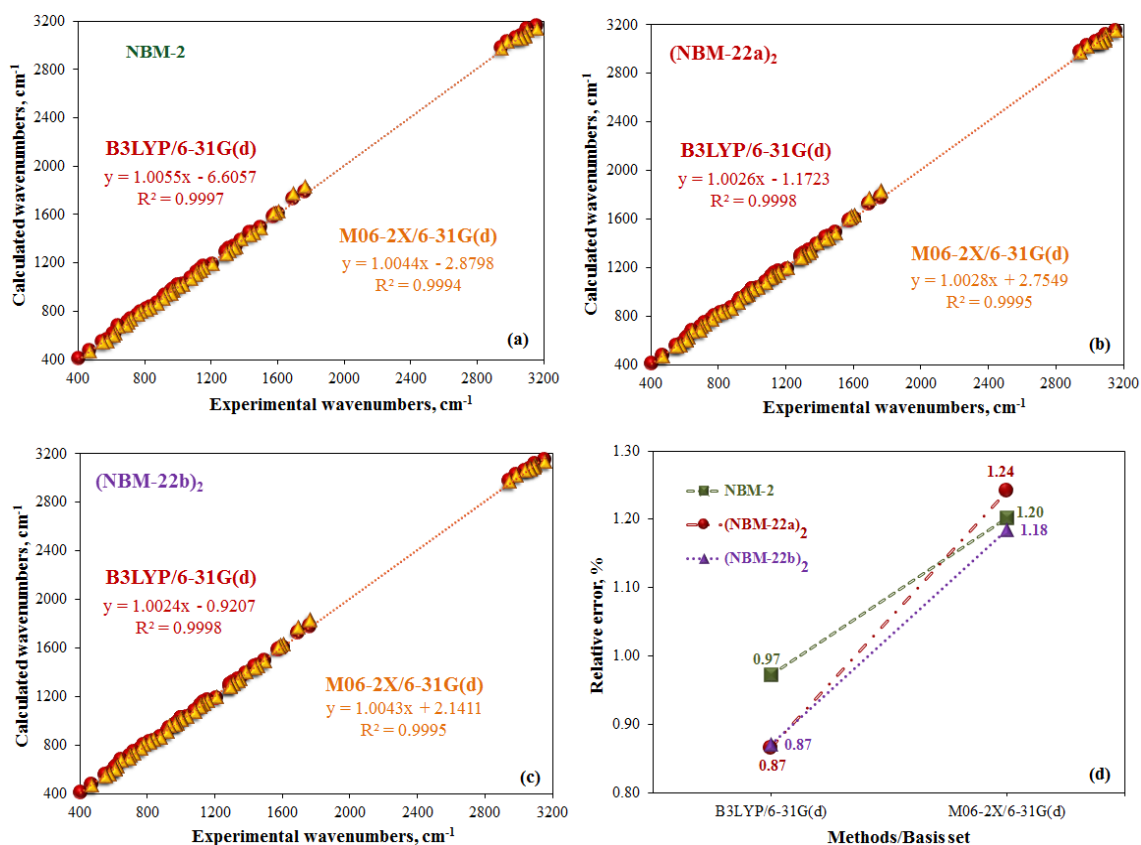 NBM-2
B3LYP/6-31G(d)
y = 1.0055x - 6.6057
R² = 0.9997
M06-2X/6-31G(d)
y = 1.0044x - 2.8798
R² = 0.9994
(a)
Calculated wavenumbers, cm-1
3200
2800
2400
2000
1600
1200
800
400
400 800 1200 1600 2000 2400 2800 3200
Experimental wavenumbers, cm-1
(NBM-22a)2
B3LYP/6-31G(d)
y = 1.0026x - 1.1723
R² = 0.9998
M06-2X/6-31G(d)
y = 1.0028x + 2.7549
R² = 0.9995
(b)
Calculated wavenumbers, cm-1
3200
2800
2400
2000
1600
1200
800
400
400 800 1200 1600 2000 2400 2800 3200
Experimental wavenumbers, cm-1
(NBM-22b)2
B3LYP/6-31G(d)
y = 1.0024x - 0.9207
R² = 0.9998
M06-2X/6-31G(d)
y = 1.0043x + 2.1411
R² = 0.9995
(c)
Calculated wavenumbers, cm-1
3200
2800
2400
2000
1600
1200
800
400
400 800 1200 1600 2000 2400 2800 3200
Experimental wavenumbers, cm-1
Relative error, %
1.30
1.20
1.10
1.00
0.90
0.80
NBM-2
(NBM-22a)2
(NBM-22b)2
1.24
1.20
1.18
0.97
0.87
0.87
(d)
B3LYP/6-31G(d) M06-2X/6-31G(d)
Methods/Basis set